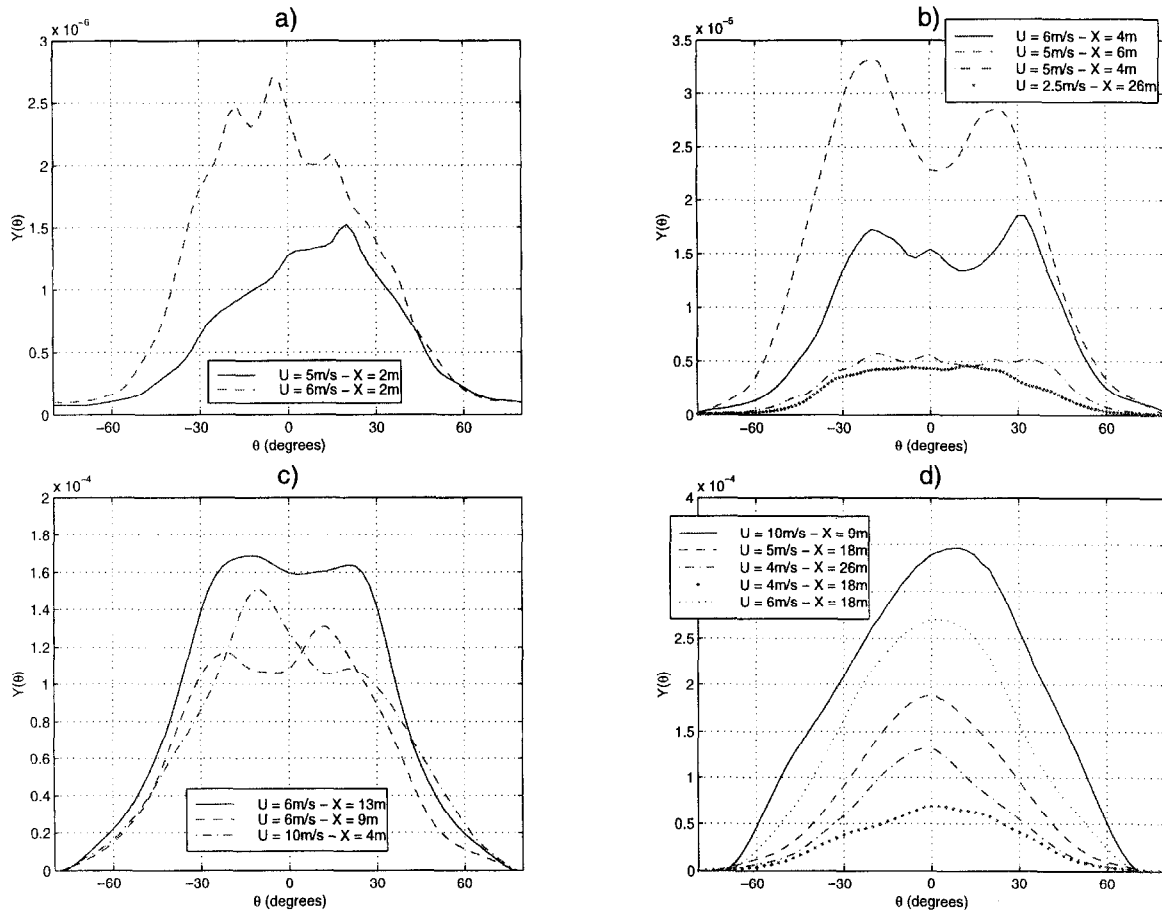 a)
x 10⁻⁶
3
2.5
2
1.5
1
0.5
0
Y(θ)
−60
−30
0
30
60
θ (degrees)
U = 5m/s − X = 2m
U = 6m/s − X = 2m
b)
x 10⁻⁵
3.5
3
2.5
2
1.5
1
0.5
0
Y(θ)
−60
−30
0
30
60
θ (degrees)
U = 6m/s − X = 4m
U = 5m/s − X = 6m
U = 5m/s − X = 4m
U = 2.5m/s − X = 26m
c)
x 10⁻⁴
2
1.8
1.6
1.4
1.2
1
0.8
0.6
0.4
0.2
0
Y(θ)
−60
−30
0
30
60
θ (degrees)
U = 6m/s − X = 13m
U = 6m/s − X = 9m
U = 10m/s − X = 4m
d)
x 10⁻⁴
4
2.5
2
1.5
1
0.5
0
Y(θ)
−60
−30
0
30
60
θ (degrees)
U = 10m/s − X = 9m
U = 5m/s − X = 18m
U = 4m/s − X = 26m
U = 4m/s − X = 18m
U = 6m/s − X = 18m